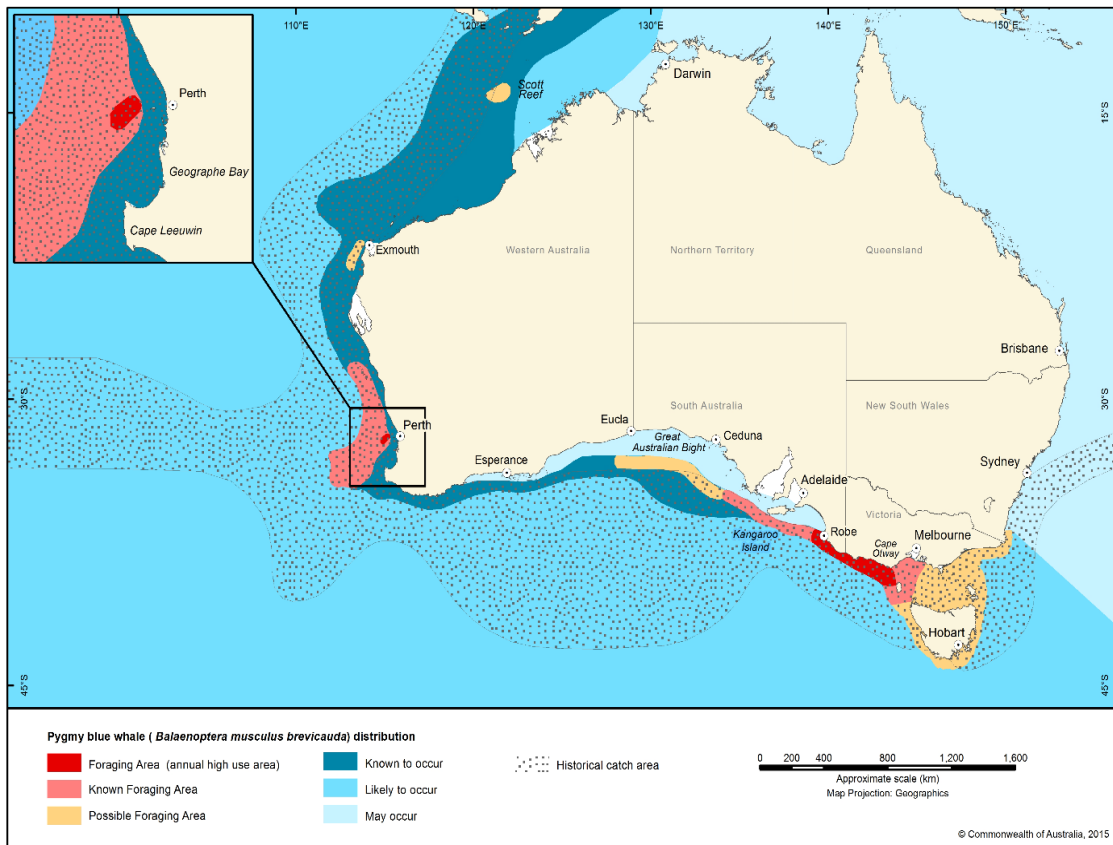 110°E
120°E
130°E
140°E
150°E
Perth
Geographe Bay
Cape Leeuwin
Scott
Reef
Darwin
15°S
Exmouth
Western Australia
Northern Territory
Queensland
Brisbane
30°S
30°S
Perth
South Australia
New South Wales
Eucla
Great
Australian Bight
Ceduna
Esperance
Sydney
Adelaide
Victoria
Robe
Cape
Otway
Melbourne
Kangaroo
Island
Hobart
45°S
45°S
Pygmy blue whale ( Balaenoptera musculus brevicauda) distribution
Foraging Area (annual high use area)
Known Foraging Area
Possible Foraging Area
Known to occur
Likely to occur
May occur
Historical catch area
0 200 400 800 1,200 1,600
Approximate scale (km)
Map Projection: Geographics
© Commonwealth of Australia, 2015